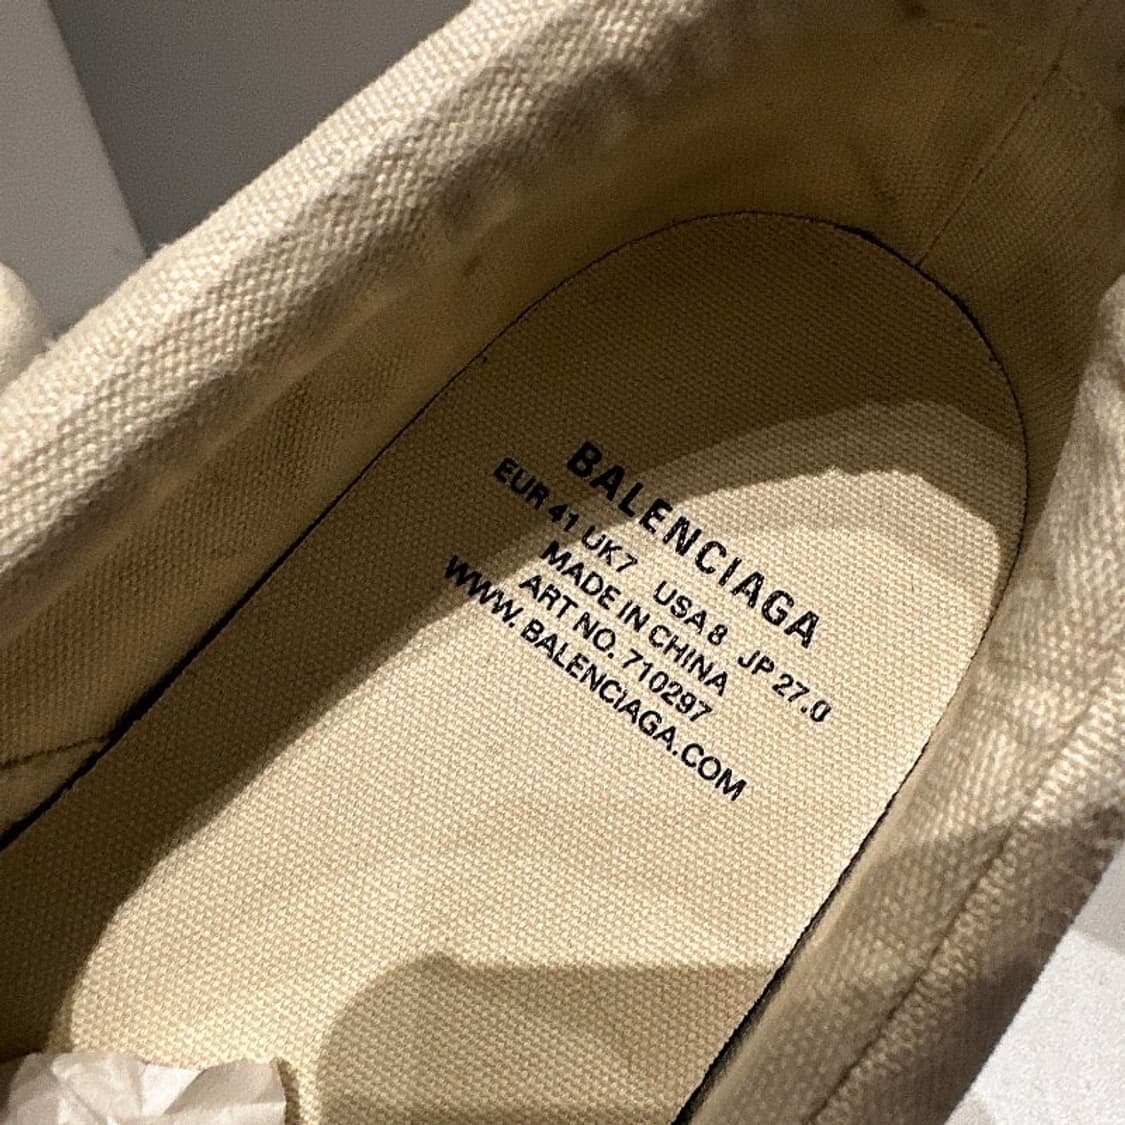 BALENCIAGA
EUR 41 UK7 USA 8 JP 27.0
MADE IN CHINA
ART NO. 710297
WWW. BALENCIAGA.COM